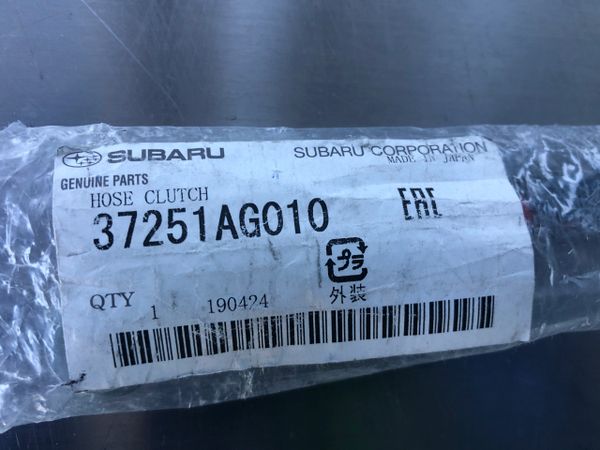 SUBARU SUBARU CORPORATION
MADE IN JAPAN
GENUINE PARTS
HOSE CLUTCH
37251AG010 EAC
プラ
QTY 1 190424 外装